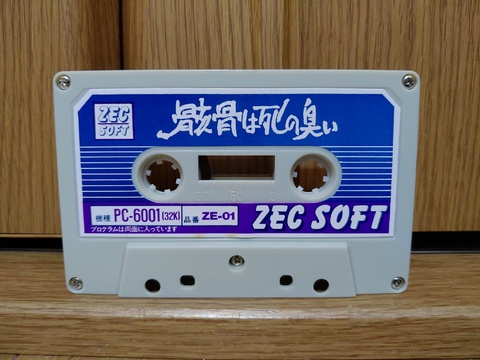 ZEC
SOFT
骸骨は死の臭い
機種 PC-6001(32K) 品番 ZE-01 ZEC SOFT
プログラムは両面に入っています